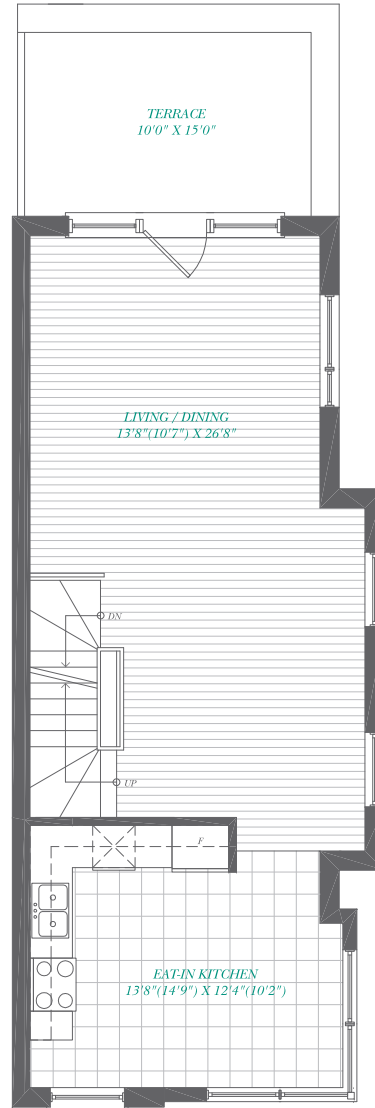 TERRACE
10'0" X 15'0"
LIVING / DINING
13'8"(10'7") X 26'8"
DN
UP
F
EAT-IN KITCHEN
13'8"(14'9") X 12'4"(10'2")